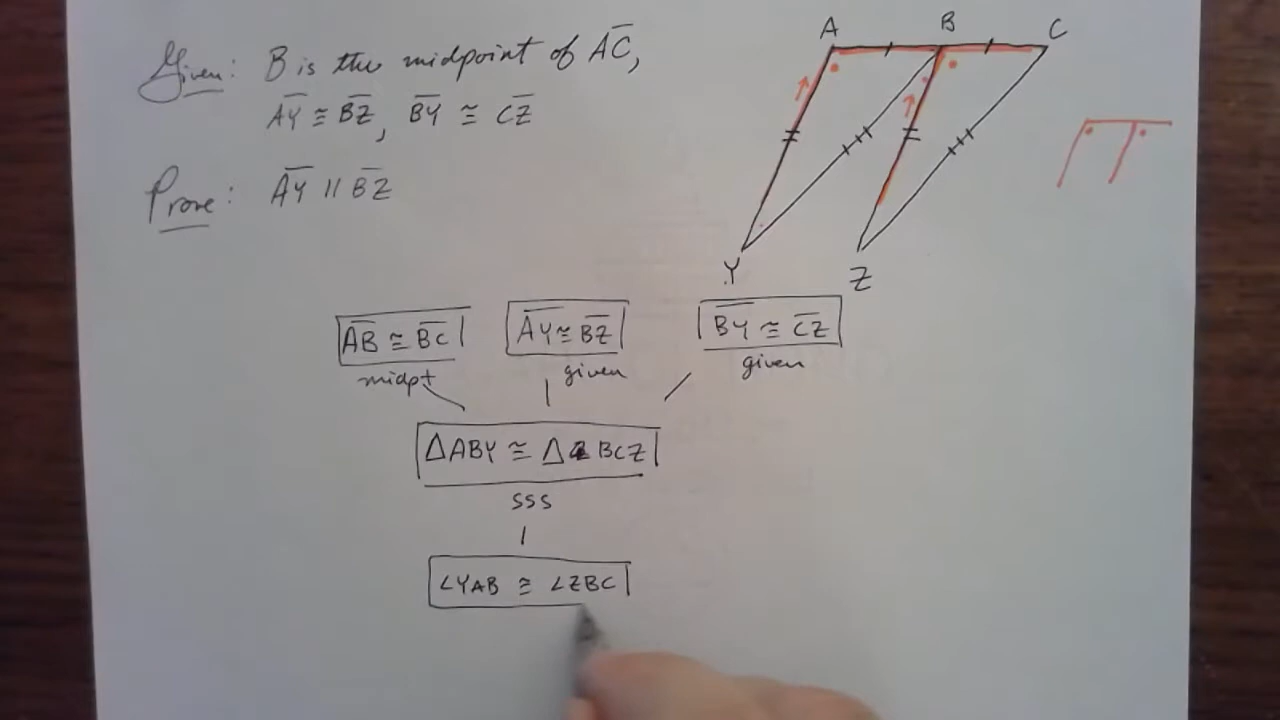 Given: B is the midpoint of AC,
AY ≅ BZ, BY ≅ CZ
Prove: AY // BZ
A B C
Y Z
AB ≅ BC AY ≅ BZ BY ≅ CZ
midpt given given
ΔABY ≅ Δ BCZ
SSS
∠YAB ≅ ∠ZBC